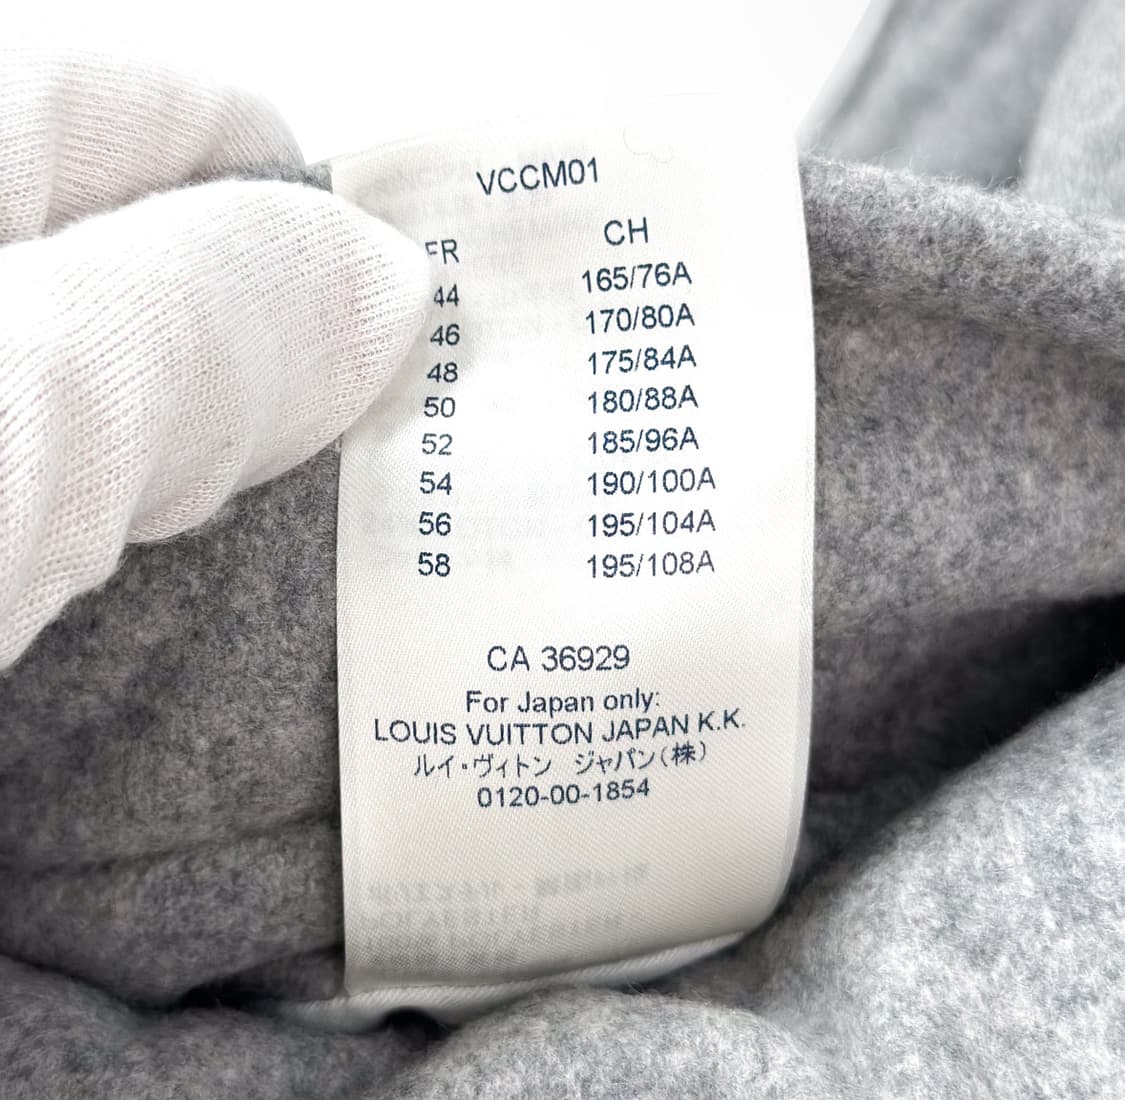 VCCM01
FR CH
44 165/76A
46 170/80A
48 175/84A
50 180/88A
52 185/96A
54 190/100A
56 195/104A
58 195/108A
CA 36929
For Japan only:
LOUIS VUITTON JAPAN K.K.
ルイ・ヴィトン ジャパン(株)
0120-00-1854